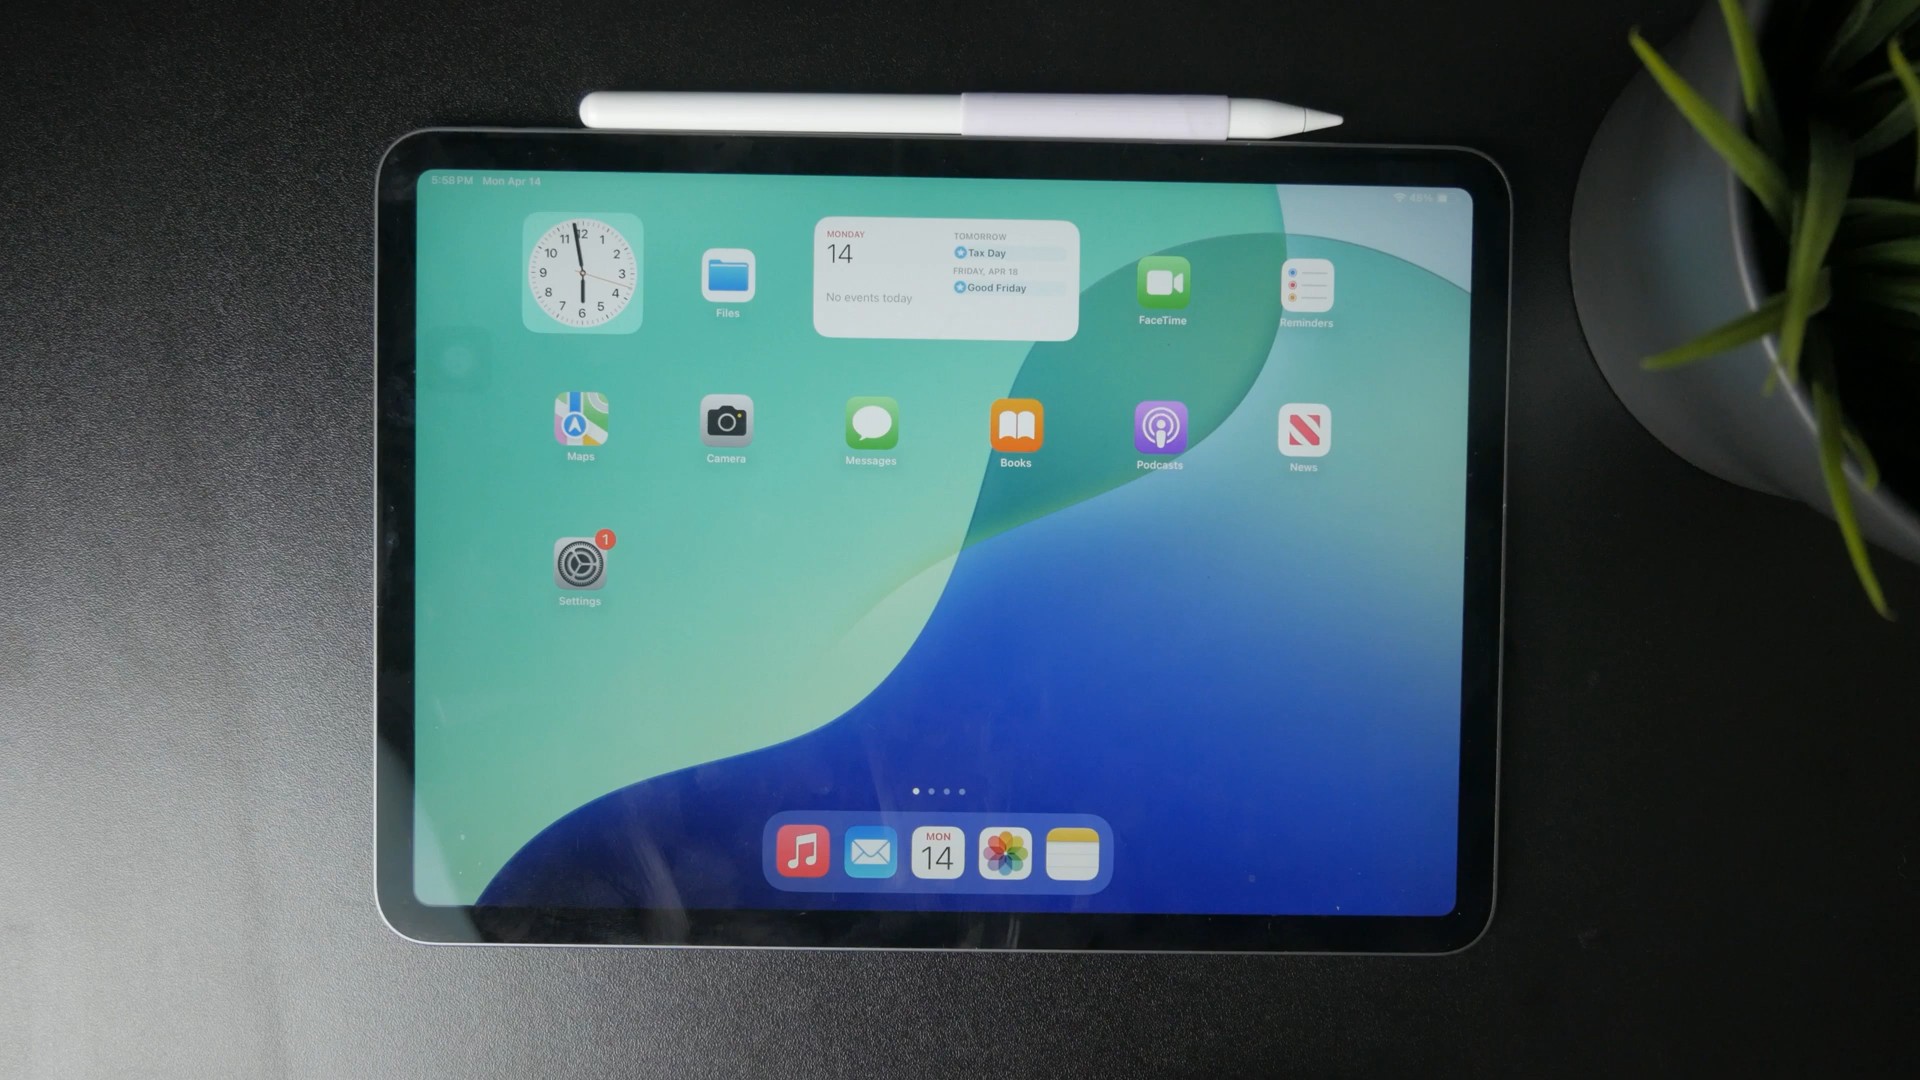 5:58 PM Mon Apr 14
46%
11 12 1
10 2
9 3
8 4
7 6 5
Files
MONDAY
14
No events today
TOMORROW
Tax Day
FRIDAY, APR 18
Good Friday
FaceTime
Reminders
Maps
Camera
Messages
Books
Podcasts
News
1
Settings
MON
14